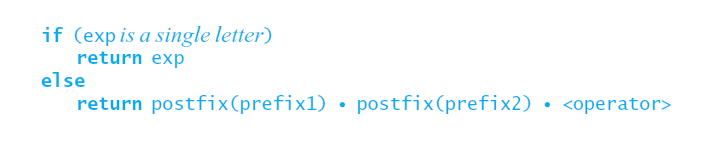 if (exp is a single letter)
return exp
else
return postfix(prefix1) • postfix(prefix2) • <operator>